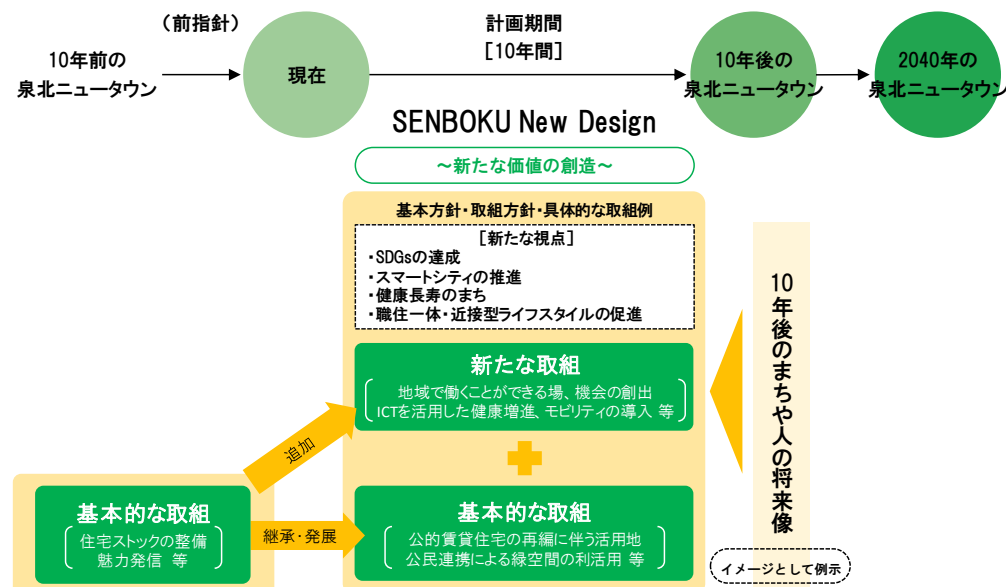 (前指針)
計画期間
[10年間]
10年前の
泉北ニュータウン
現在
10年後の
泉北ニュータウン
2040年の
泉北ニュータウン
SENBOKU New Design
～新たな価値の創造～
基本方針・取組方針・具体的な取組例
[新たな視点]
・SDGsの達成
・スマートシティの推進
・健康長寿のまち
・職住一体・近接型ライフスタイルの促進
新たな取組
地域で働くことができる場、機会の創出
ICTを活用した健康増進、モビリティの導入 等
追加
基本的な取組
住宅ストックの整備
魅力発信 等
継承・発展
基本的な取組
公的賃貸住宅の再編に伴う活用地
公民連携による緑空間の利活用 等
10年後のまちや人の将来像
イメージとして例示